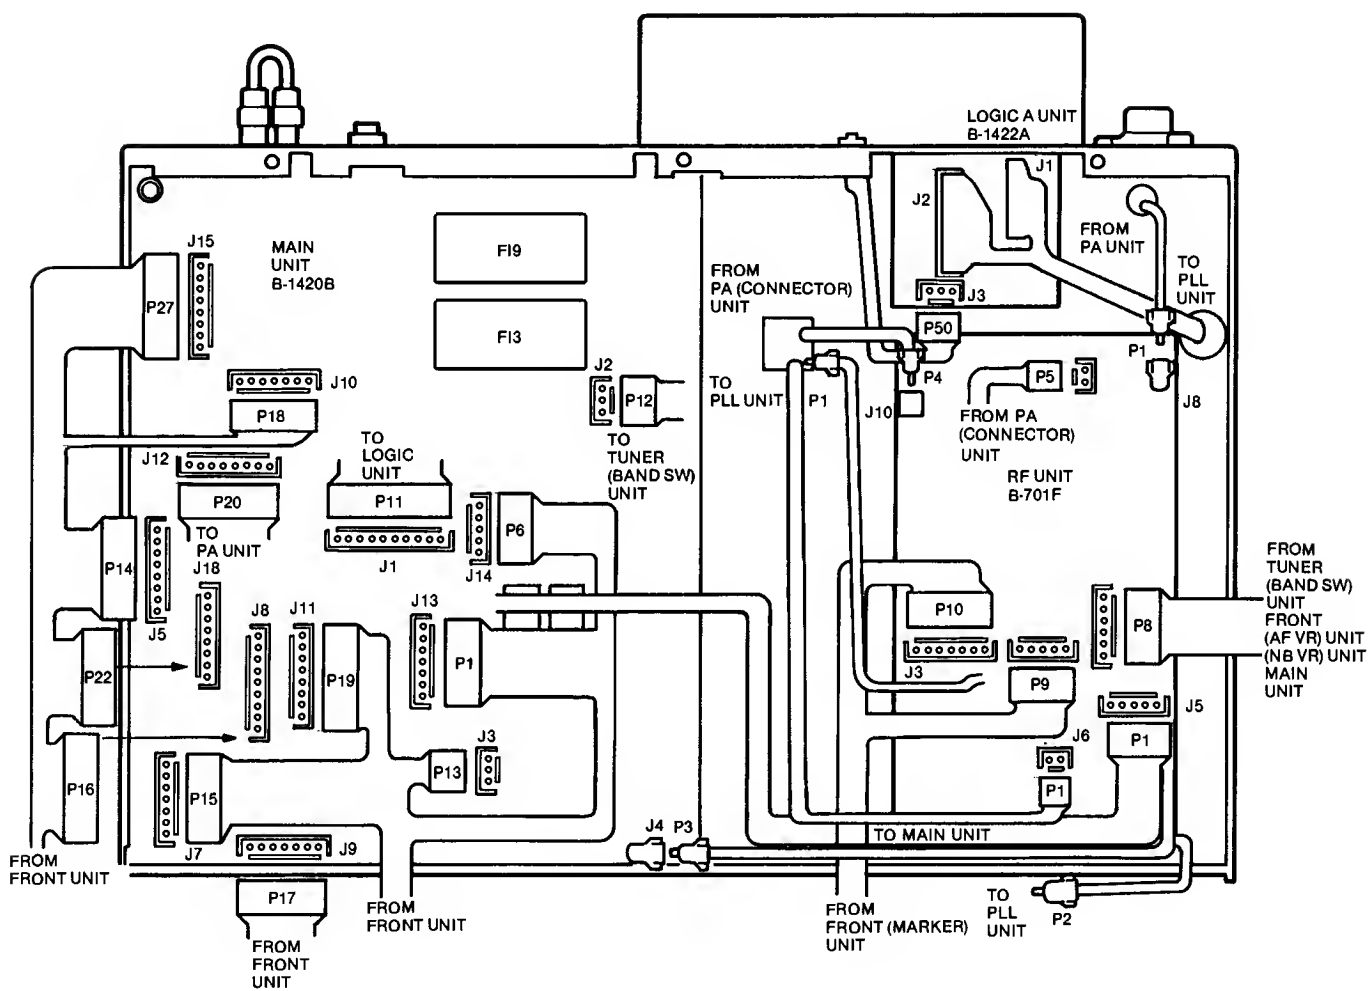 LOGIC A UNIT
B-1422A
J1
J2
J3
P50
FROM
PA UNIT
TO
PLL
UNIT
P1
J8
J15
MAIN
UNIT
B-1420B
FI9
FI3
P27
J10
P18
J12
P20
TO
PA UNIT
TO
LOGIC
UNIT
P11
J1
J2
P12
TO
TUNER
(BAND SW)
UNIT
J14
P6
FROM
PA (CONNECTOR)
UNIT
TO
PLL UNIT
P1
P4
J10
P5
FROM PA
(CONNECTOR)
UNIT
RF UNIT
B-701F
P14
J5
J18
J8
J11
P19
J13
P1
P22
P16
P15
J7
J9
P13
J3
P17
FROM
FRONT UNIT
FROM
FRONT
UNIT
FROM
FRONT UNIT
J4
P3
P10
J3
P9
P8
J5
P1
J6
P1
FROM
TUNER
(BAND SW)
UNIT
FRONT
(AF VR) UNIT
(NB VR) UNIT
MAIN
UNIT
TO MAIN UNIT
FROM
FRONT (MARKER)
UNIT
TO
PLL
UNIT
P2